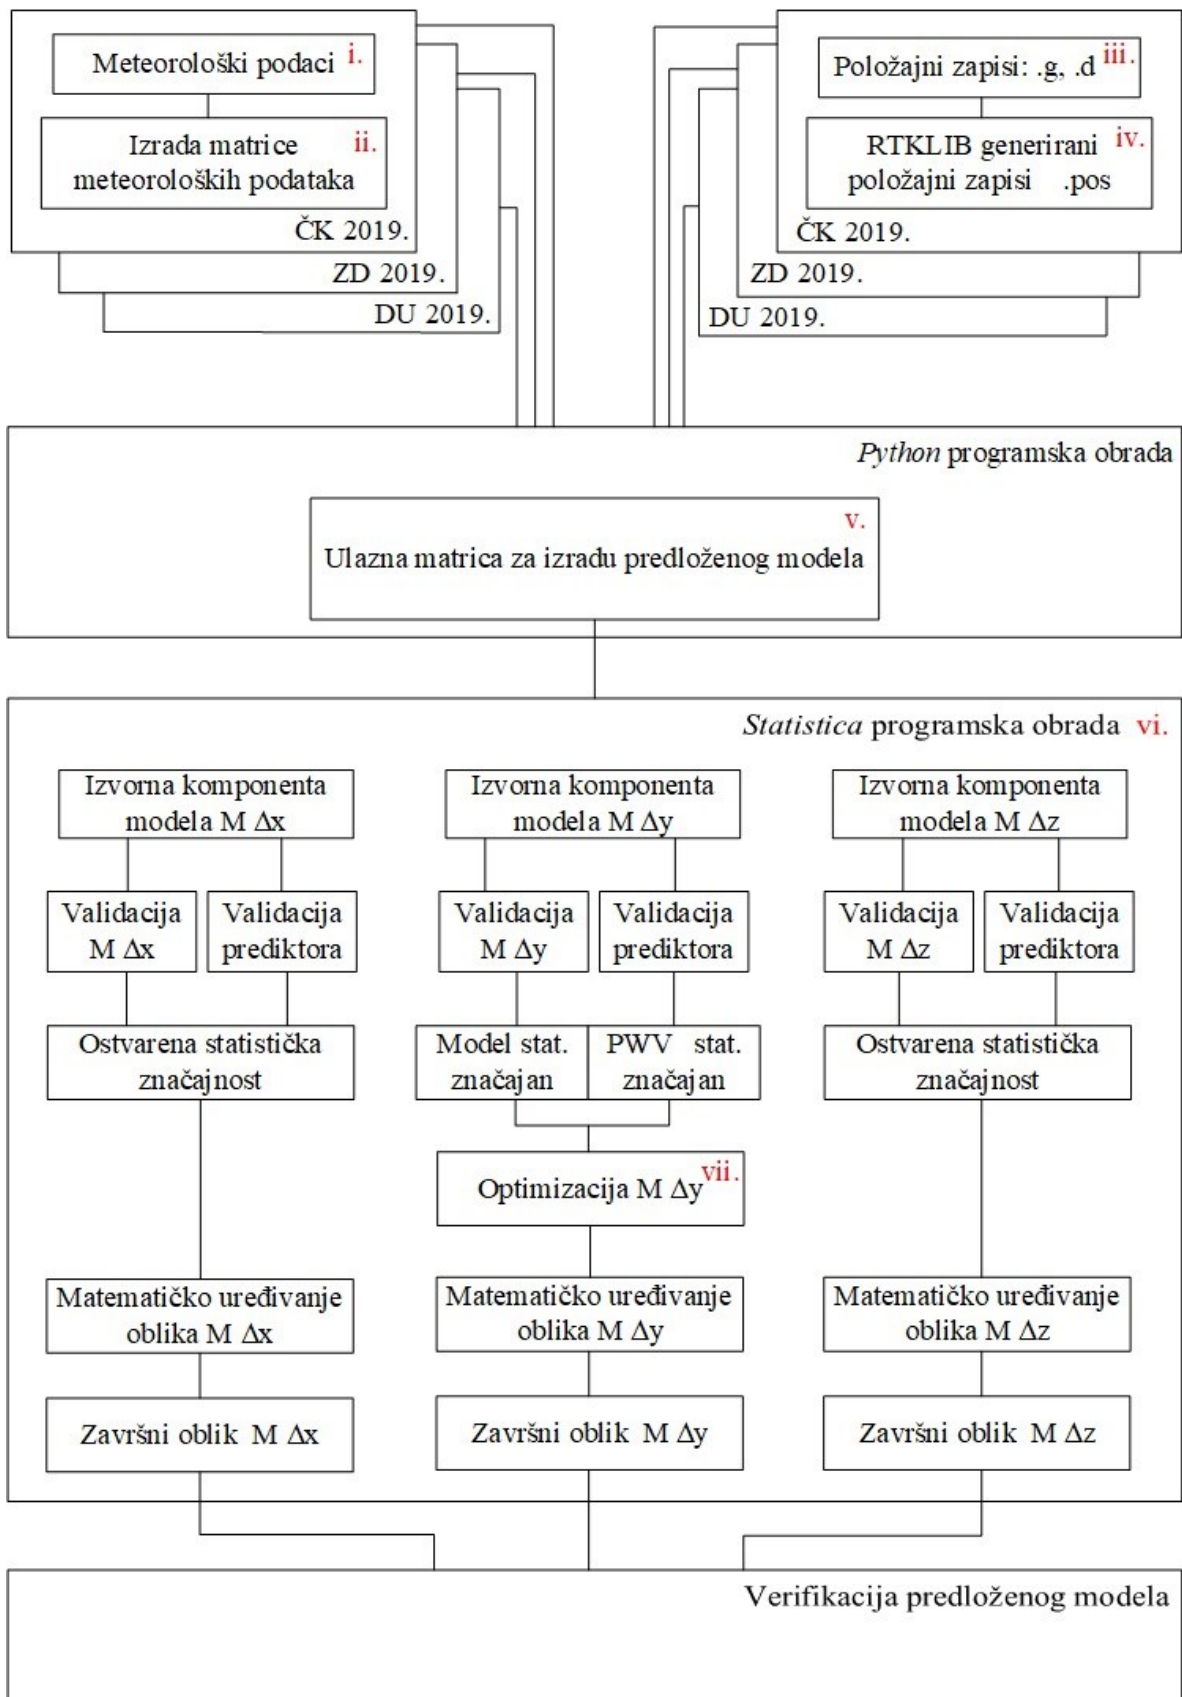 Meteorološki podaci i.
Izrada matrice ii.
meteoroloških podataka
ČK 2019.
ZD 2019.
DU 2019.
Položajni zapisi: .g, .d iii.
RTKLIB generirani iv.
položajni zapisi .pos
ČK 2019.
ZD 2019.
DU 2019.
Python programska obrada
v.
Ulazna matrica za izradu predloženog modela
Statistica programska obrada vi.
Izvorna komponenta
modela M Δx
Validacija
M Δx
Validacija
prediktora
Ostvarena statistička
značajnost
Matematičko uređivanje
oblika M Δx
Završni oblik M Δx
Izvorna komponenta
modela M Δy
Validacija
M Δy
Validacija
prediktora
Model stat.
značajan
PWV stat.
značajan
Optimizacija M Δy vii.
Matematičko uređivanje
oblika M Δy
Završni oblik M Δy
Izvorna komponenta
modela M Δz
Validacija
M Δz
Validacija
prediktora
Ostvarena statistička
značajnost
Matematičko uređivanje
oblika M Δz
Završni oblik M Δz
Verifikacija predloženog modela